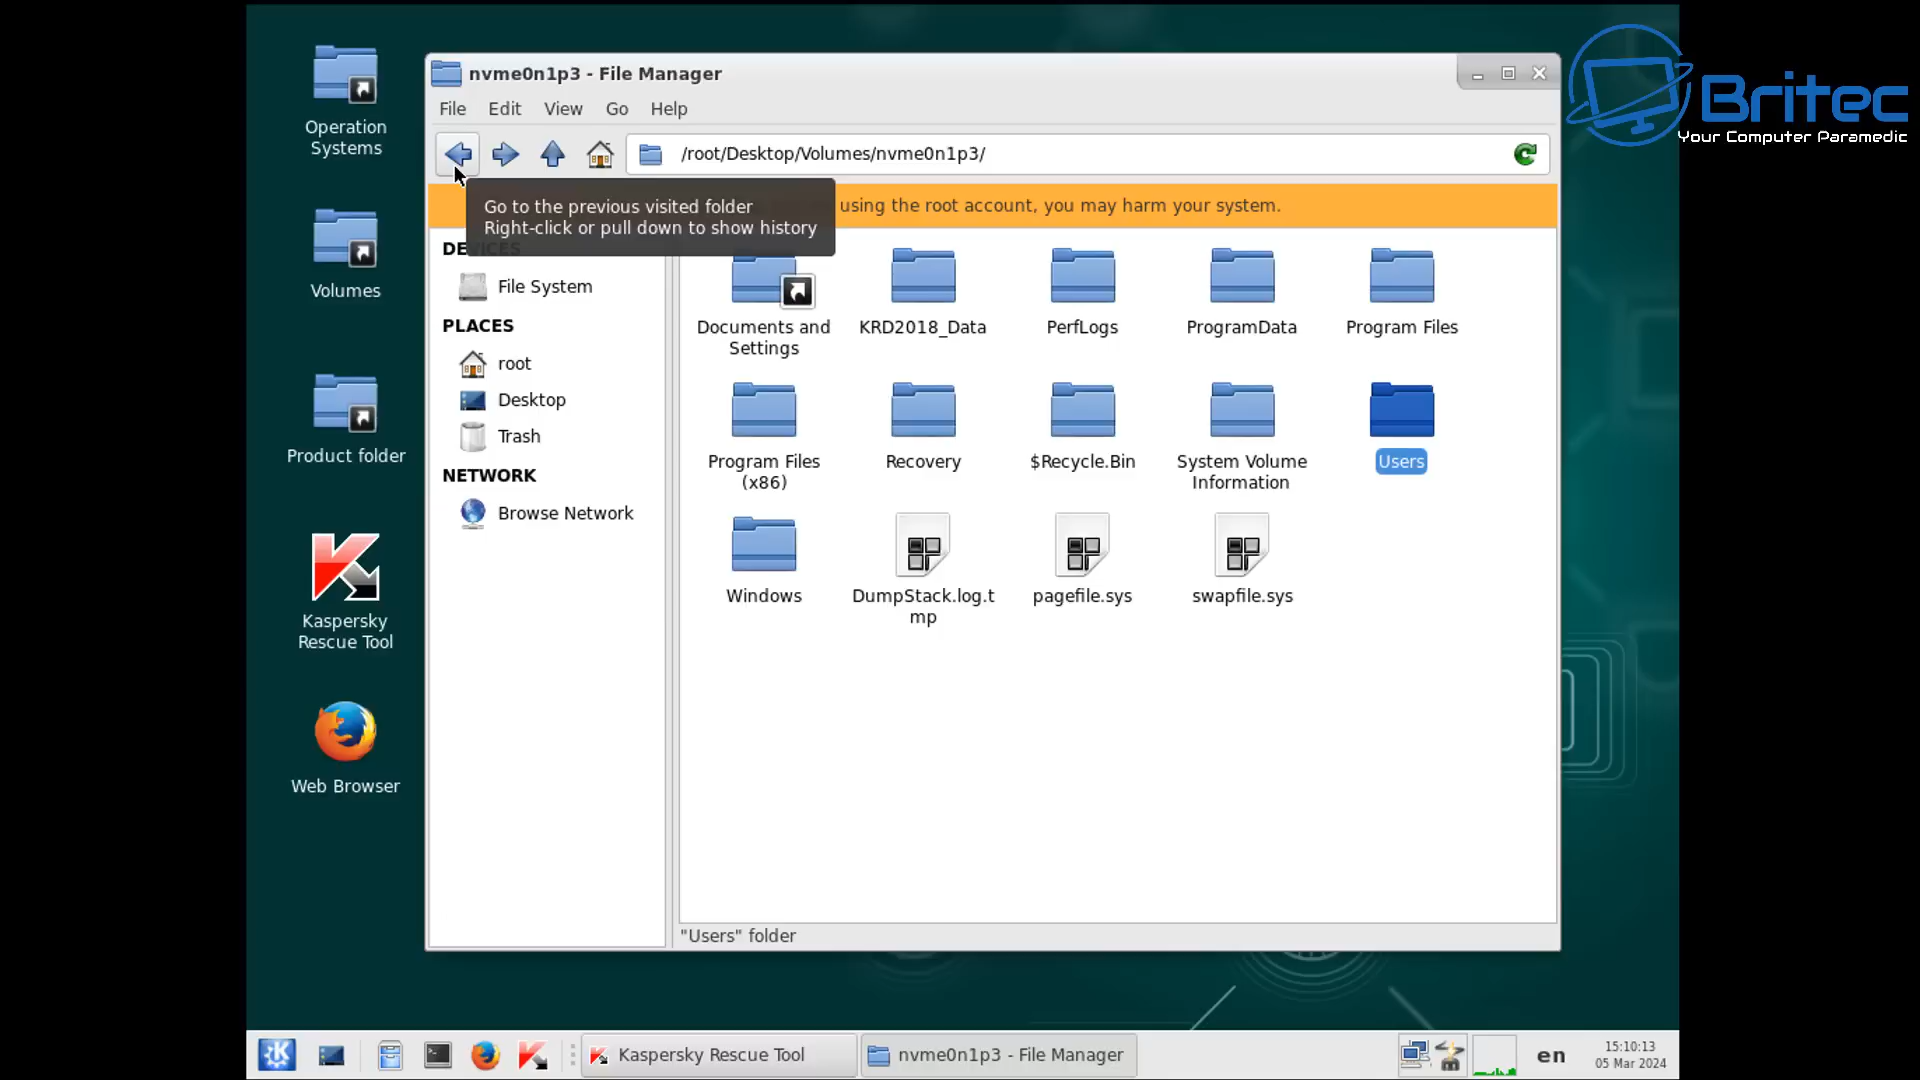 Britec
Your Computer Paramedic
Operation
Systems
Volumes
Product folder
Kaspersky
Rescue Tool
Web Browser
nvme0n1p3 - File Manager
File Edit View Go Help
/root/Desktop/Volumes/nvme0n1p3/
using the root account, you may harm your system.
Go to the previous visited folder
Right-click or pull down to show history
DEVICES
File System
PLACES
root
Desktop
Trash
NETWORK
Browse Network
Documents and
Settings
KRD2018_Data
PerfLogs
ProgramData
Program Files
Program Files
(x86)
Recovery
$Recycle.Bin
System Volume
Information
Users
Windows
DumpStack.log.t
mp
pagefile.sys
swapfile.sys
"Users" folder
Kaspersky Rescue Tool
nvme0n1p3 - File Manager
en
15:10:13
05 Mar 2024